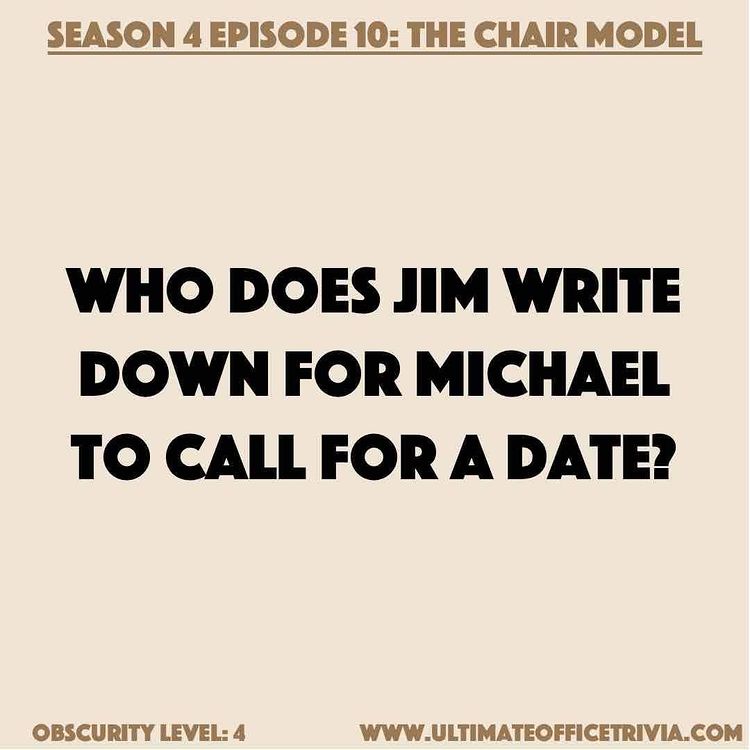 SEASON 4 EPISODE 10: THE CHAIR MODEL
WHO DOES JIM WRITE
DOWN FOR MICHAEL
TO CALL FOR A DATE?
OBSCURITY LEVEL: 4 WWW.ULTIMATEOFFICETRIVIA.COM